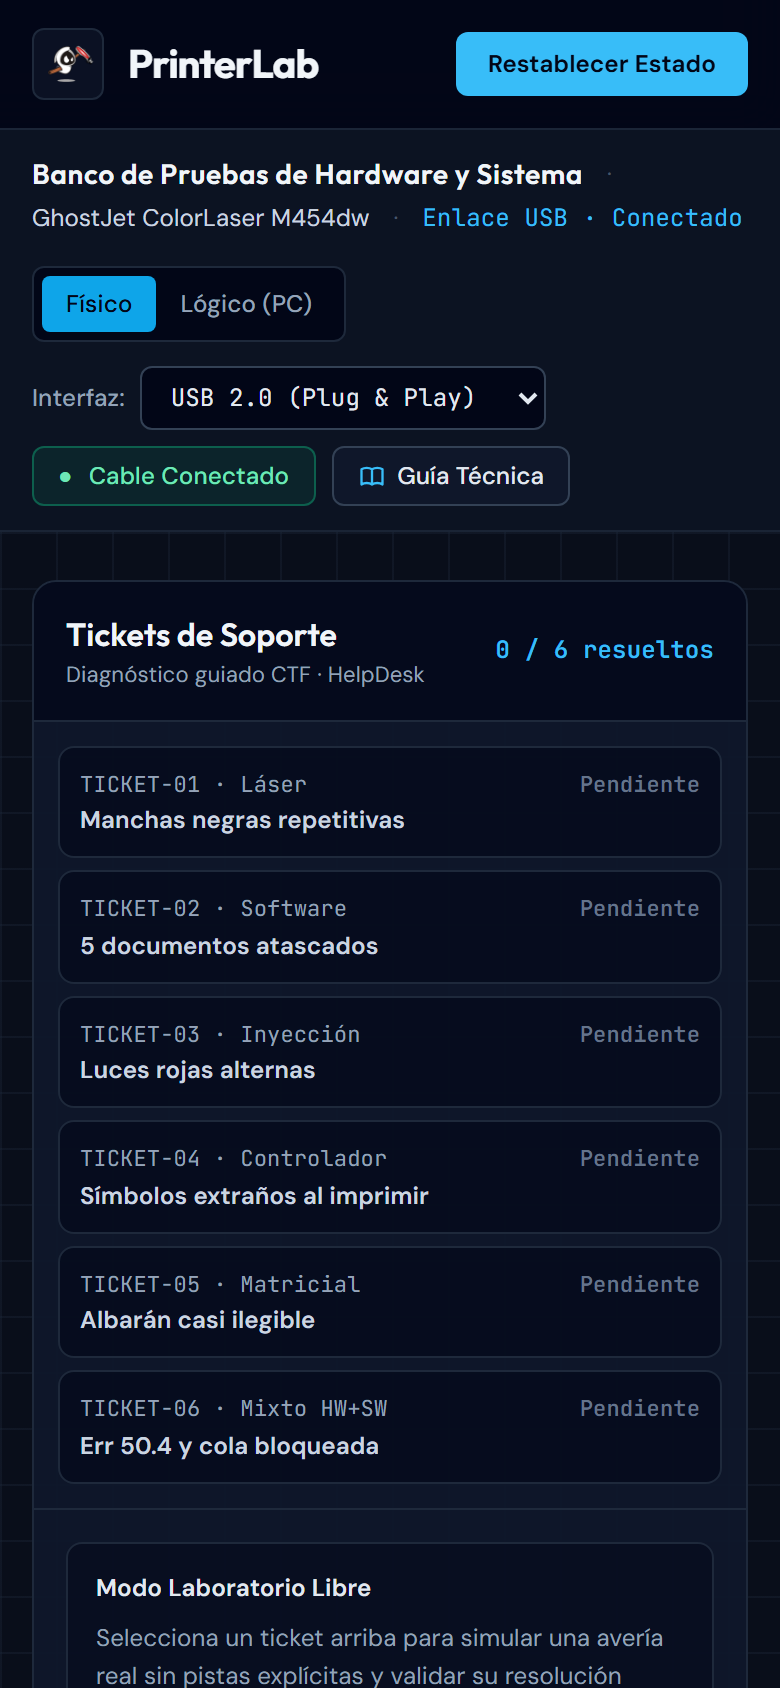 PrinterLab
Restablecer Estado
Banco de Pruebas de Hardware y Sistema ·
GhostJet ColorLaser M454dw · Enlace USB · Conectado
Físico
Lógico (PC)
Interfaz:
USB 2.0 (Plug & Play)
Cable Conectado
Guía Técnica
Tickets de Soporte
Diagnóstico guiado CTF · HelpDesk
0 / 6 resueltos
TICKET-01 · Láser
Pendiente
Manchas negras repetitivas
TICKET-02 · Software
Pendiente
5 documentos atascados
TICKET-03 · Inyección
Pendiente
Luces rojas alternas
TICKET-04 · Controlador
Pendiente
Símbolos extraños al imprimir
TICKET-05 · Matricial
Pendiente
Albarán casi ilegible
TICKET-06 · Mixto HW+SW
Pendiente
Err 50.4 y cola bloqueada
Modo Laboratorio Libre
Selecciona un ticket arriba para simular una avería
real sin pistas explícitas y validar su resolución